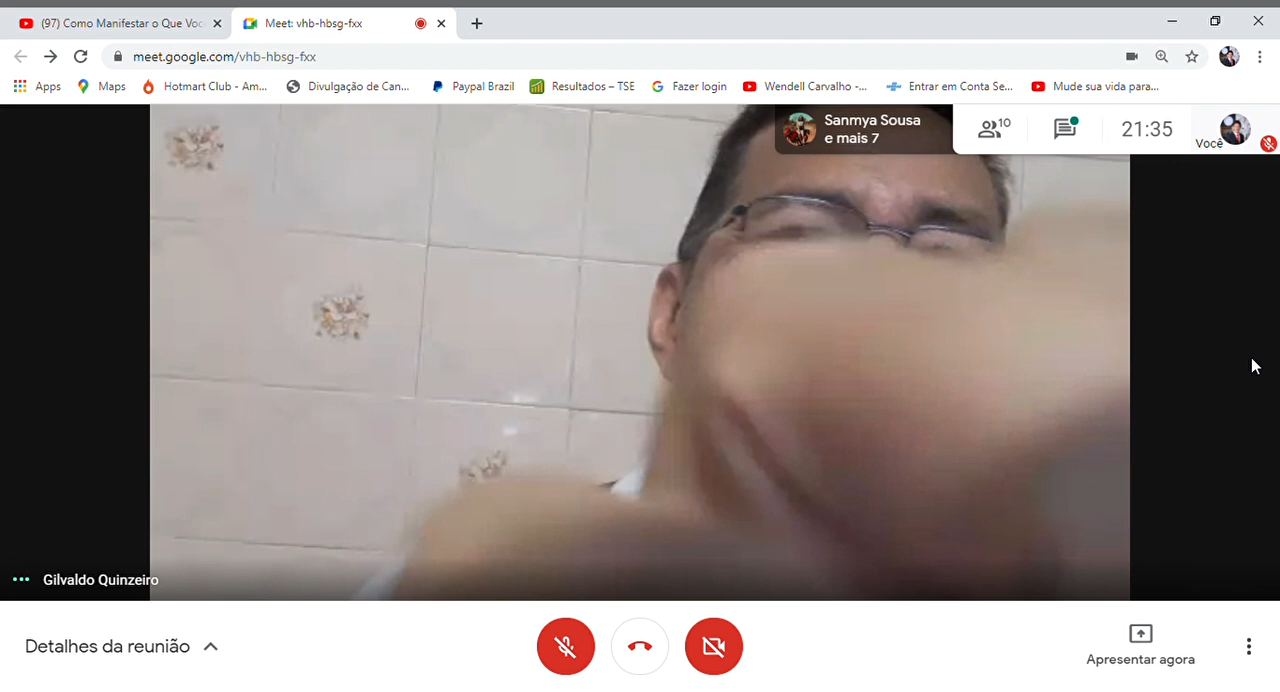 (97) Como Manifestar o Que Voc
Meet: vhb-hbsg-fxx
meet.google.com/vhb-hbsg-fxx
Apps Maps Hotmart Club - Am... Divulgação de Can... Paypal Brazil Resultados – TSE Fazer login Wendell Carvalho -... Entrar em Conta Se... Mude sua vida para...
Sanmya Sousa
e mais 7
10
21:35
Você
Gilvaldo Quinzeiro
Detalhes da reunião
Apresentar agora